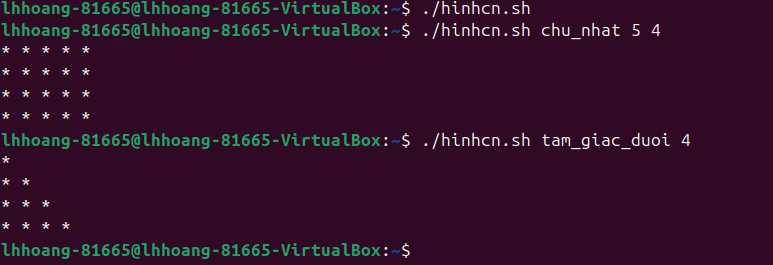 lhhoang-81665@lhhoang-81665-VirtualBox:~$ ./hinhcn.sh
lhhoang-81665@lhhoang-81665-VirtualBox:~$ ./hinhcn.sh chu_nhat 5 4
* * * * *
* * * * *
* * * * *
* * * * *
lhhoang-81665@lhhoang-81665-VirtualBox:~$ ./hinhcn.sh tam_giac_duoi 4
*
* *
* * *
* * * *
lhhoang-81665@lhhoang-81665-VirtualBox:~$